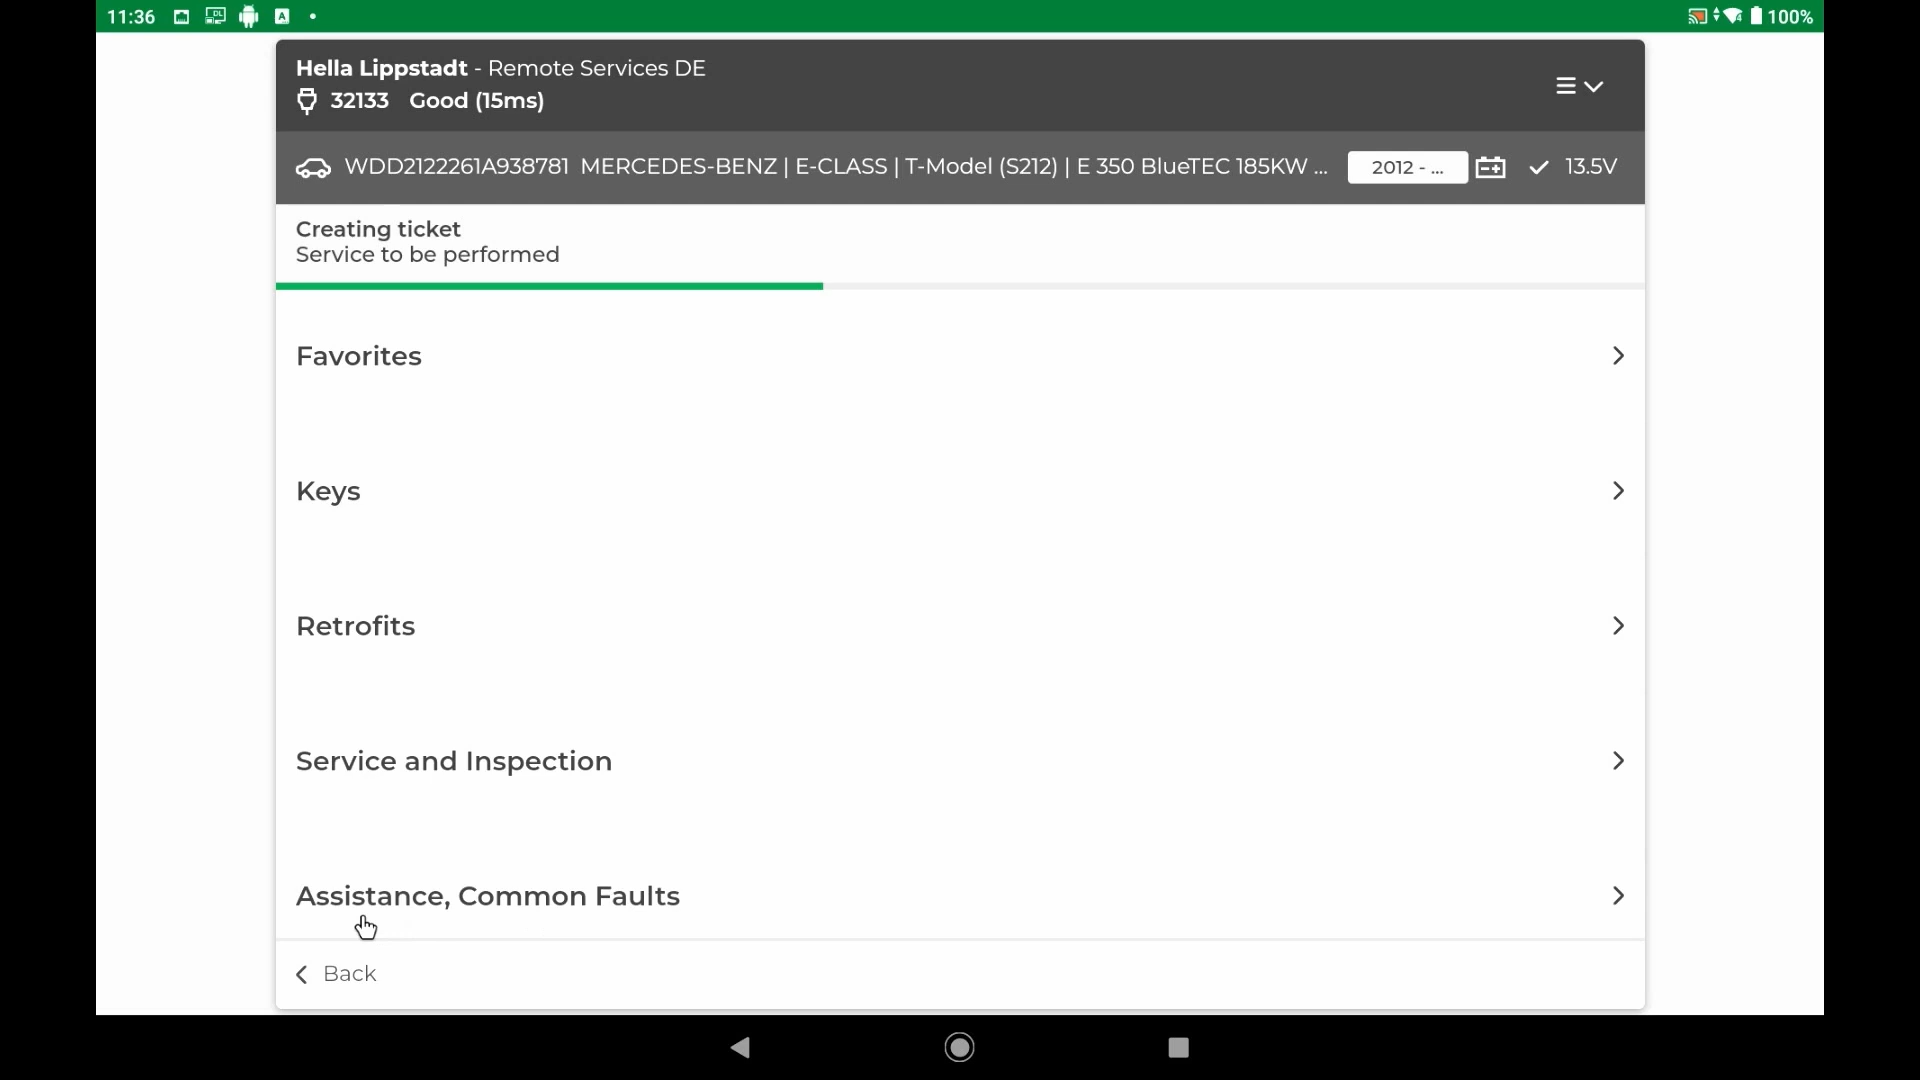 11:36
100%
Hella Lippstadt - Remote Services DE
32133 Good (15ms)
WDD2122261A938781 MERCEDES-BENZ | E-CLASS | T-Model (S212) | E 350 BlueTEC 185KW ... 2012 - ... 13.5V
Creating ticket
Service to be performed
Favorites
Keys
Retrofits
Service and Inspection
Assistance, Common Faults
Back